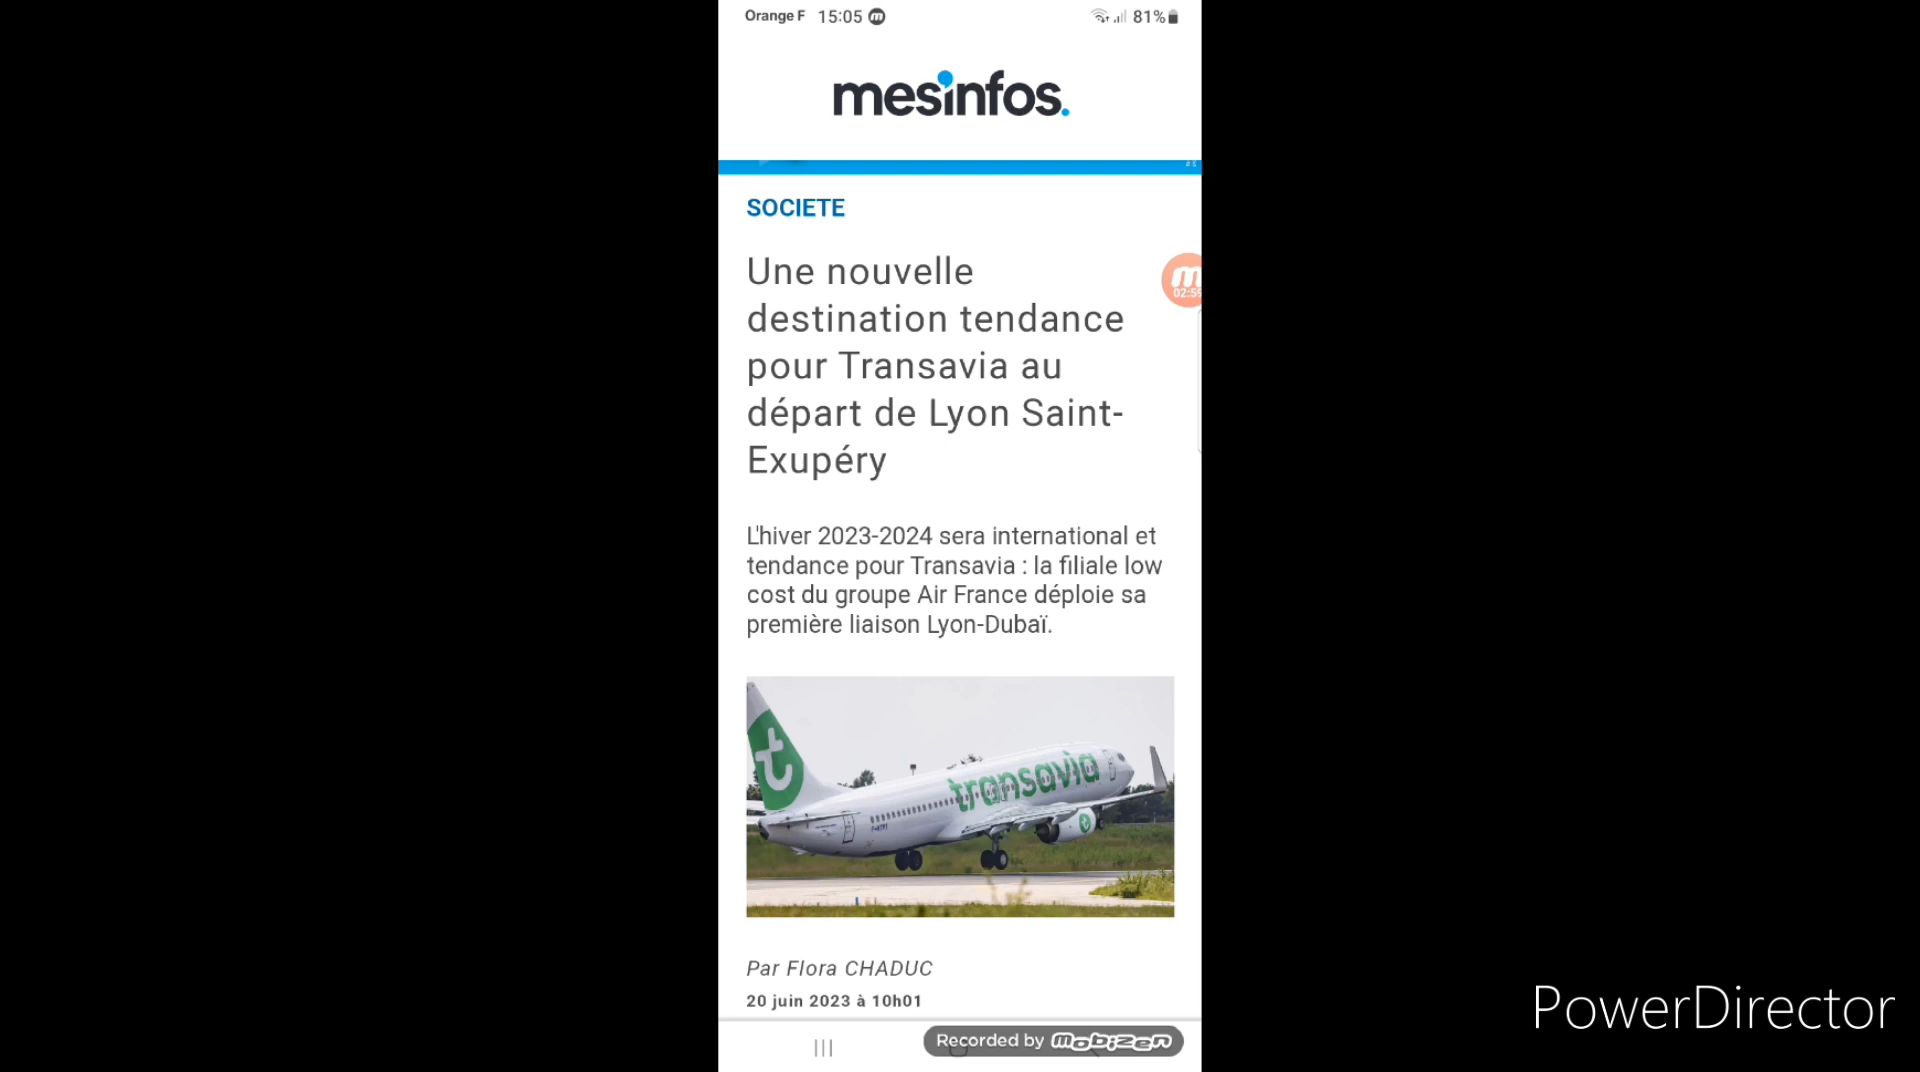 Orange F 15:05 m 81%
mesinfos.
SOCIETE
Une nouvelle
destination tendance
pour Transavia au
départ de Lyon Saint-
Exupéry
02:55
L'hiver 2023-2024 sera international et
tendance pour Transavia : la filiale low
cost du groupe Air France déploie sa
première liaison Lyon-Dubaï.
transavia
Par Flora CHADUC
20 juin 2023 à 10h01
Recorded by mobizen
PowerDirector